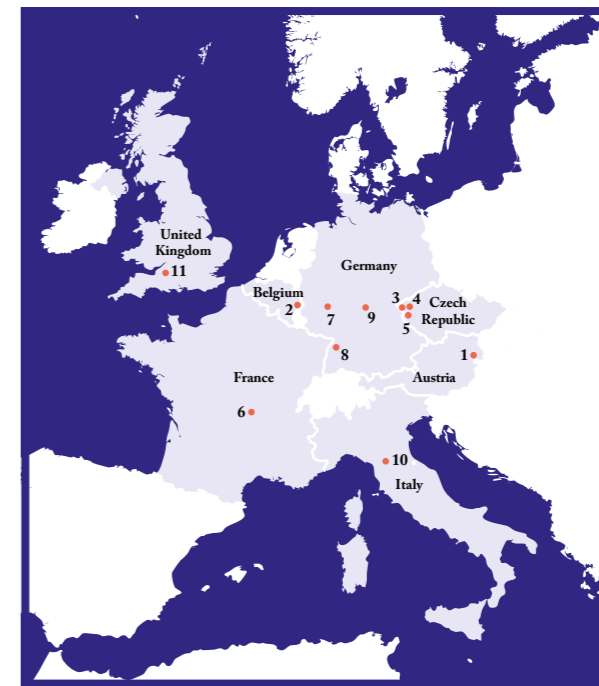 United
Kingdom
11
Germany
Belgium
2
7
9
3 4
Czech
Republic
5
8
1
Austria
France
6
10
Italy